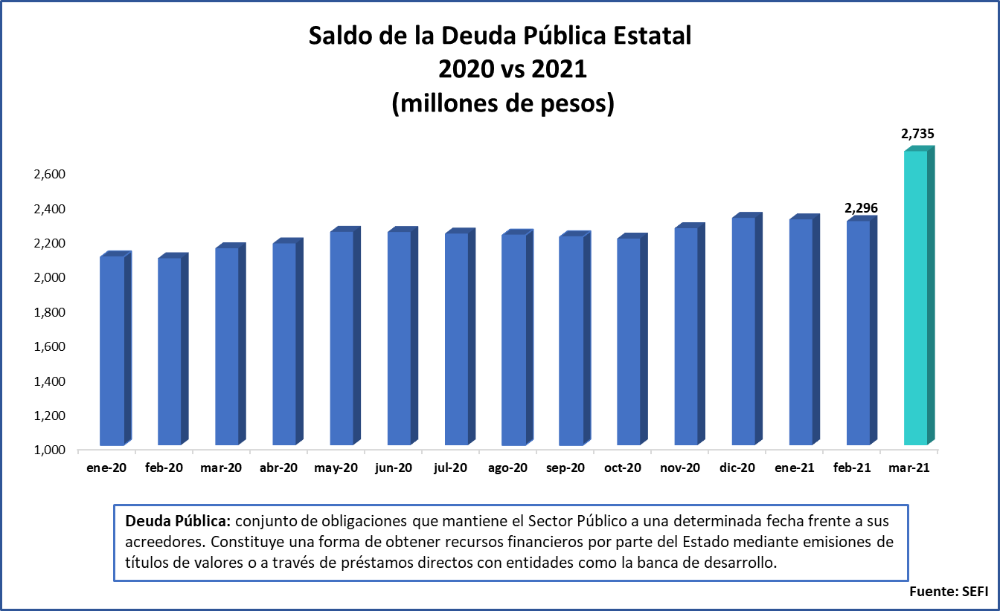 Saldo de la Deuda Pública Estatal
2020 vs 2021
(millones de pesos)
2,735
2,296
2,600
2,400
2,200
2,000
1,800
1,600
1,400
1,200
1,000
ene-20 feb-20 mar-20 abr-20 may-20 jun-20 jul-20 ago-20 sep-20 oct-20 nov-20 dic-20 ene-21 feb-21 mar-21
Deuda Pública: conjunto de obligaciones que mantiene el Sector Público a una determinada fecha frente a sus
acreedores. Constituye una forma de obtener recursos financieros por parte del Estado mediante emisiones de
títulos de valores o a través de préstamos directos con entidades como la banca de desarrollo.
Fuente: SEFI